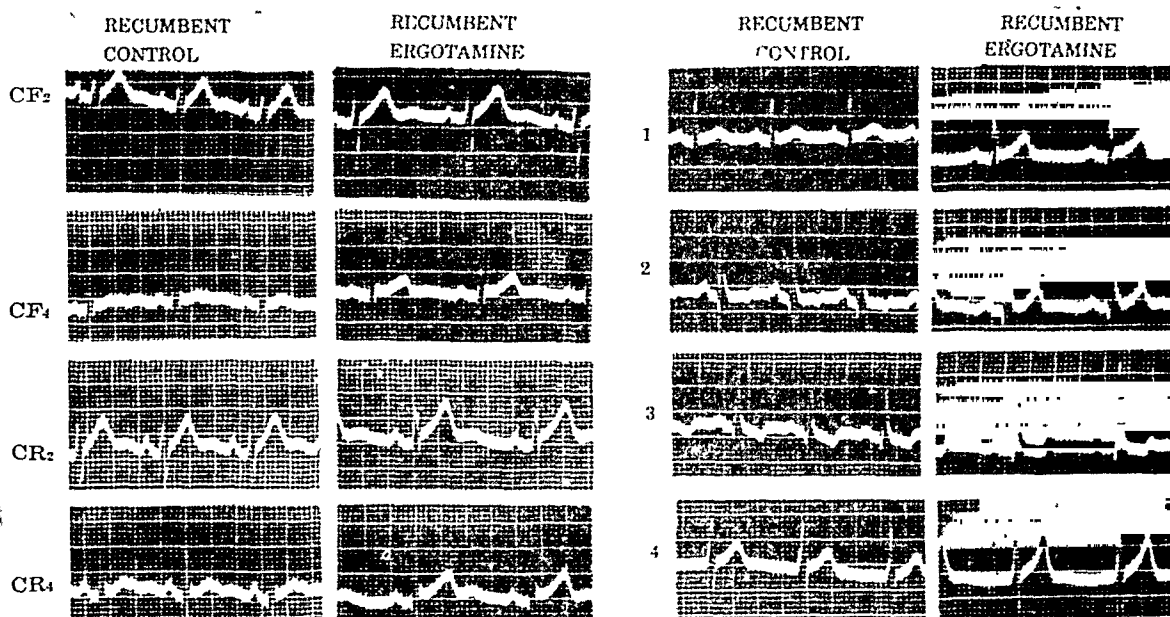 RECUMBENT
CONTROL
RECUMBENT
ERGOTAMINE
RECUMBENT
CONTROL
RECUMBENT
ERGOTAMINE
CF2
CF4
CR2
CR4
1
2
3
4